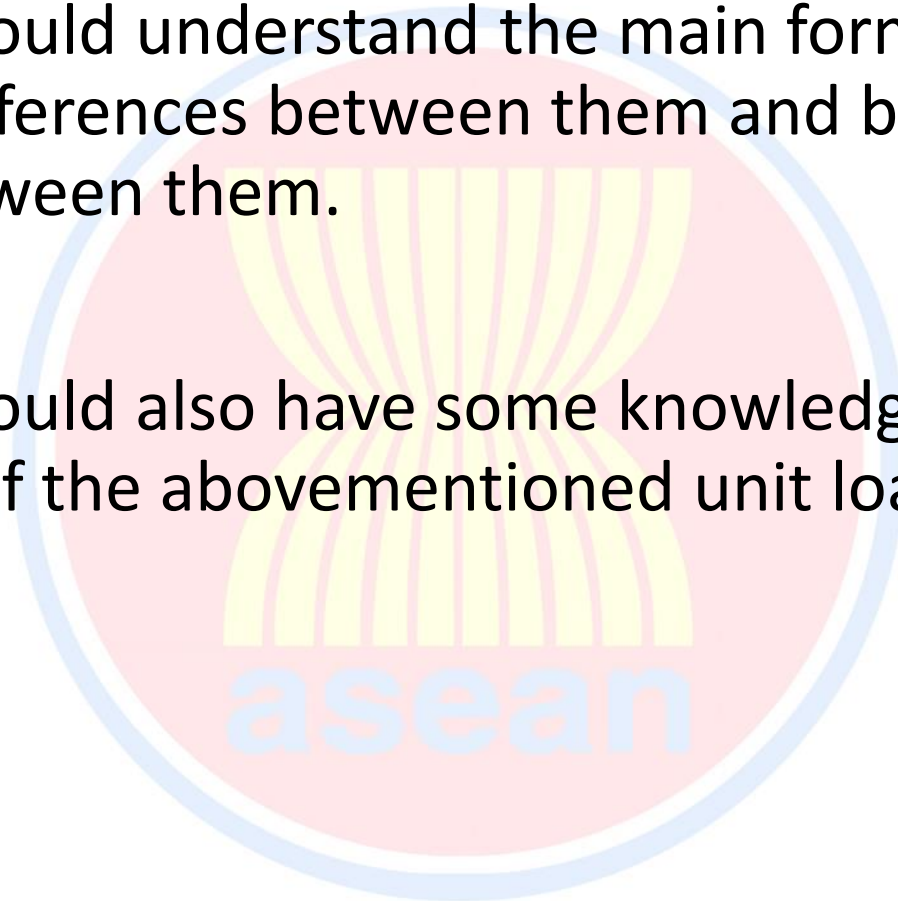 ould understand the main forn
ferences between them and b
ween them.
ould also have some knowledg
f the abovementioned unit loa
asean